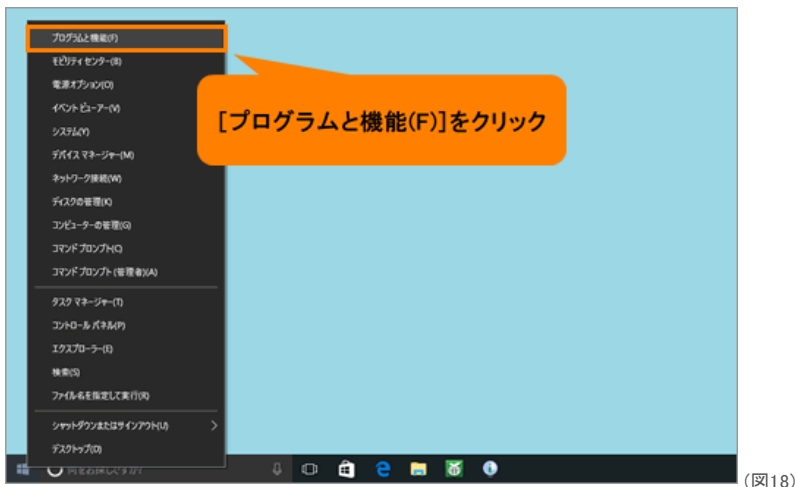 プログラムと機能(F)
モビリティ センター(B)
電源オプション(O)
イベント ビューアー(V)
システム(Y)
デバイス マネージャー(M)
ネットワーク接続(W)
ディスクの管理(K)
コンピューターの管理(G)
コマンド プロンプト(C)
コマンド プロンプト (管理者)(A)
タスク マネージャー(T)
コントロール パネル(P)
エクスプローラー(E)
検索(S)
ファイル名を指定して実行(R)
シャットダウンまたはサインアウト(U)
デスクトップ(D)
[プログラムと機能(F)]をクリック
(図18)